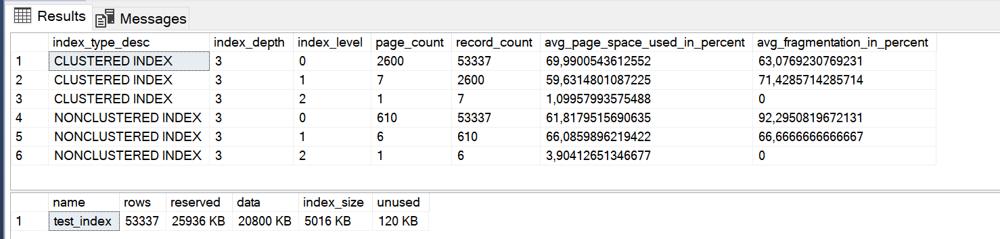 Results Messages
index_type_desc index_depth index_level page_count record_count avg_page_space_used_in_percent avg_fragmentation_in_percent
1 CLUSTERED INDEX 3 0 2600 53337 69,9900543612552 63,0769230769231
2 CLUSTERED INDEX 3 1 7 2600 59,6314801087225 71,4285714285714
3 CLUSTERED INDEX 3 2 1 7 1,09957993575488 0
4 NONCLUSTERED INDEX 3 0 610 53337 61,8179515690635 92,2950819672131
5 NONCLUSTERED INDEX 3 1 6 610 66,0859896219422 66,6666666666667
6 NONCLUSTERED INDEX 3 2 1 6 3,90412651346677 0
name rows reserved data index_size unused
1 test_index 53337 25936 KB 20800 KB 5016 KB 120 KB